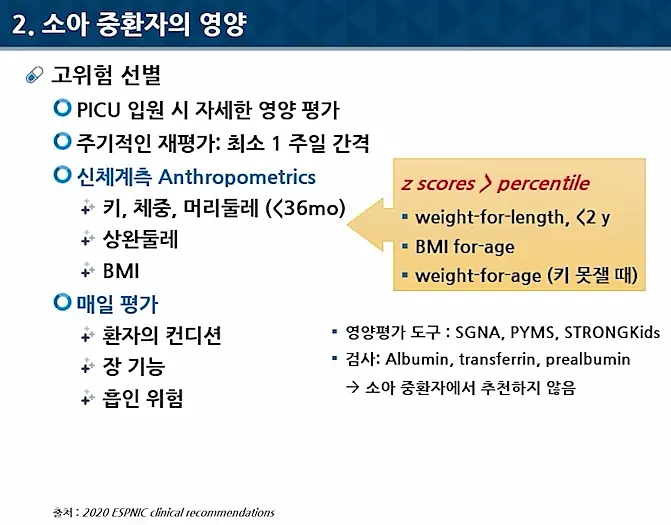 2. 소아 중환자의 영양
고위험 선별
PICU 입원 시 자세한 영양 평가
주기적인 재평가: 최소 1 주일 간격
신체계측 Anthropometrics
키, 체중, 머리둘레 (<36mo)
상완둘레
BMI
z scores > percentile
weight-for-length, <2 y
BMI for-age
weight-for-age (키 못잴 때)
매일 평가
환자의 컨디션
장 기능
흡인 위험
영양평가 도구 : SGNA, PYMS, STRONGKids
검사: Albumin, transferrin, prealbumin
→ 소아 중환자에서 추천하지 않음
출처 : 2020 ESPNIC clinical recommendations